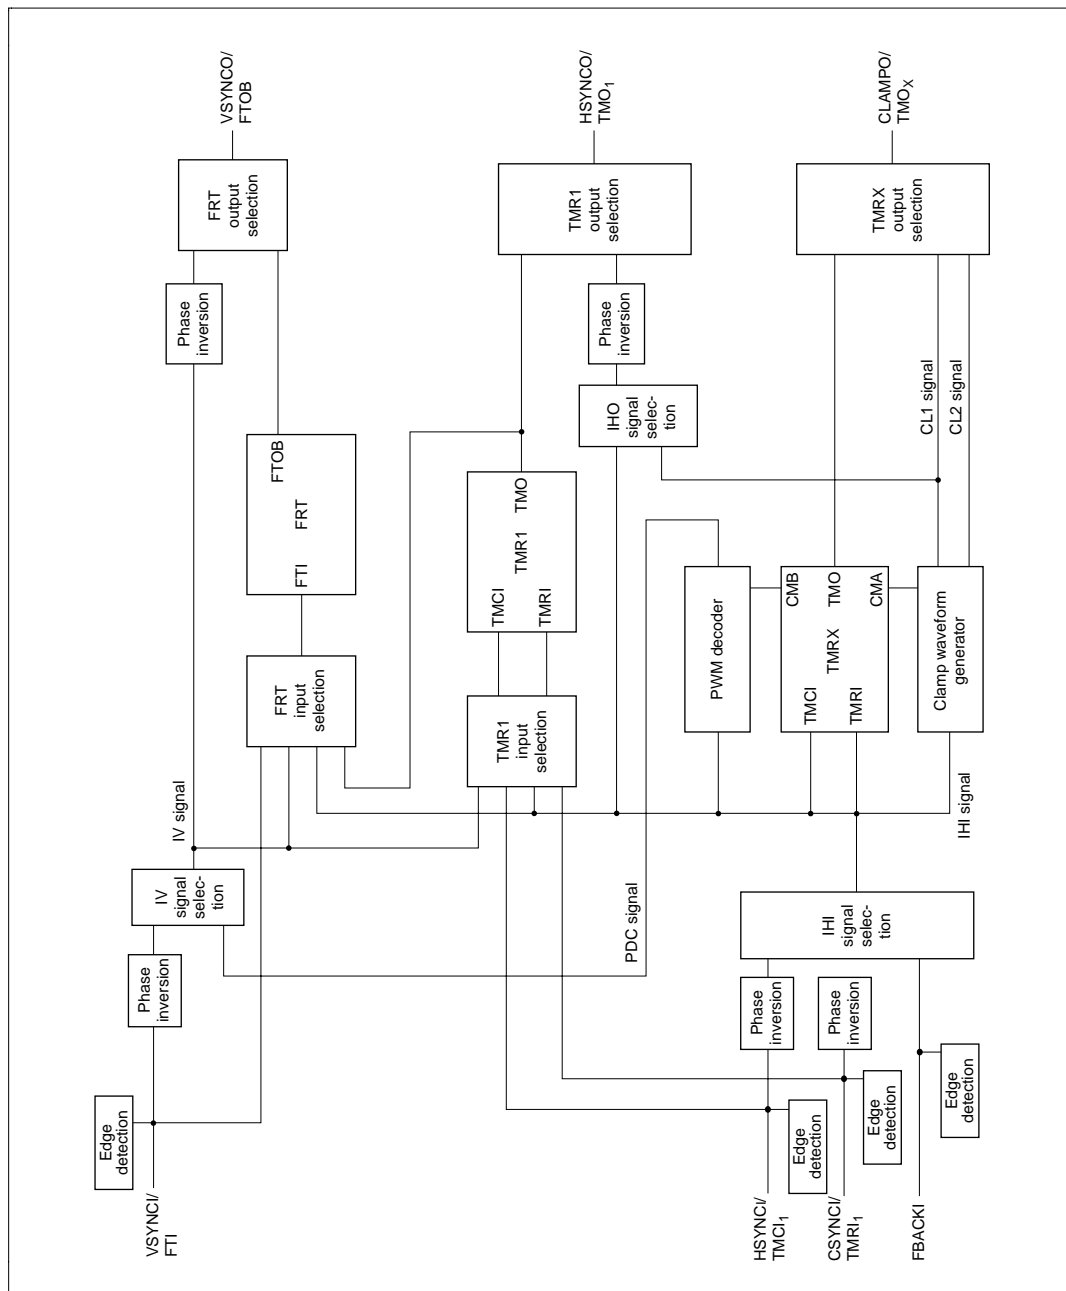 VSYNCO/
FTOB
HSYNCO/
TMO1
CLAMPO/
TMOX
FRT
output
selection
TMR1
output
selection
TMRX
output
selection
Phase
inversion
Phase
inversion
IHO
signal
selec-
tion
CL1 signal
CL2 signal
FTOB
FRT
FTI
TMO
TMR1
TMCI
TMRI
PWM decoder
CMB
TMO
CMA
TMRX
TMCI
TMRI
Clamp waveform
generator
FRT
input
selection
TMR1
input
selection
IV signal
IHI signal
IV
signal
selec-
tion
PDC signal
IHI
signal
selec-
tion
Phase
inversion
Phase
inversion
Phase
inversion
Edge
detection
Edge
detection
Edge
detection
Edge
detection
VSYNCI/
FTI
HSYNCI/
TMCI1
CSYNCI/
TMRI1
FBACKI